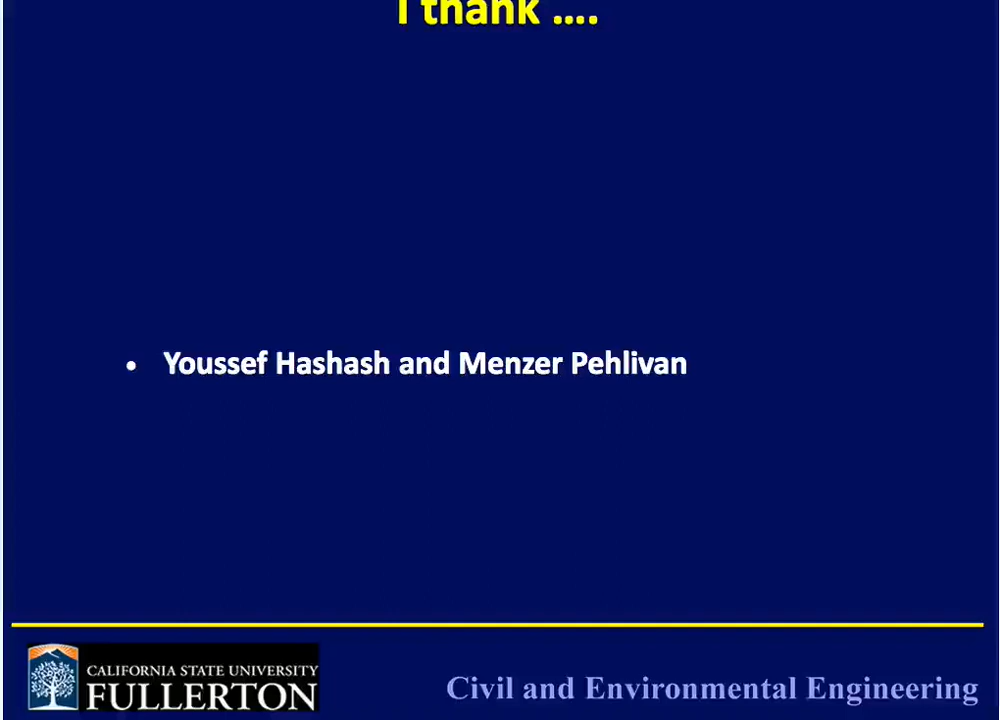 I thank ....
• Youssef Hashash and Menzer Pehlivan
CALIFORNIA STATE UNIVERSITY
FULLERTON
Civil and Environmental Engineering